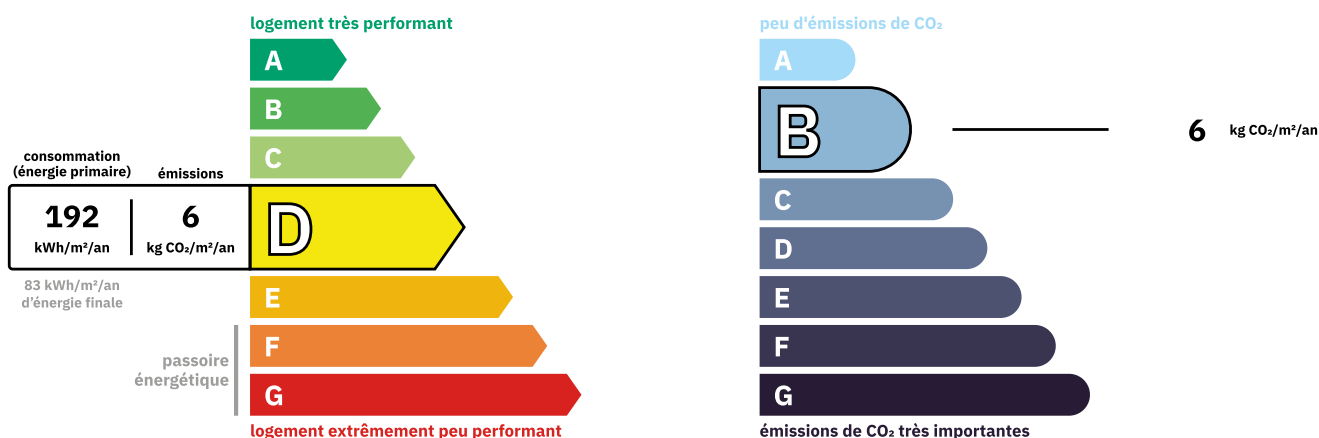 logement très performant
A
B
C
consommation
(énergie primaire)
émissions
192
kWh/m²/an
6
kg CO₂/m²/an
D
83 kWh/m²/an
d'énergie finale
E
passoire
énergétique
F
G
logement extrêmement peu performant
peu d'émissions de CO₂
A
B
6 kg CO₂/m²/an
C
D
E
F
G
émissions de CO₂ très importantes